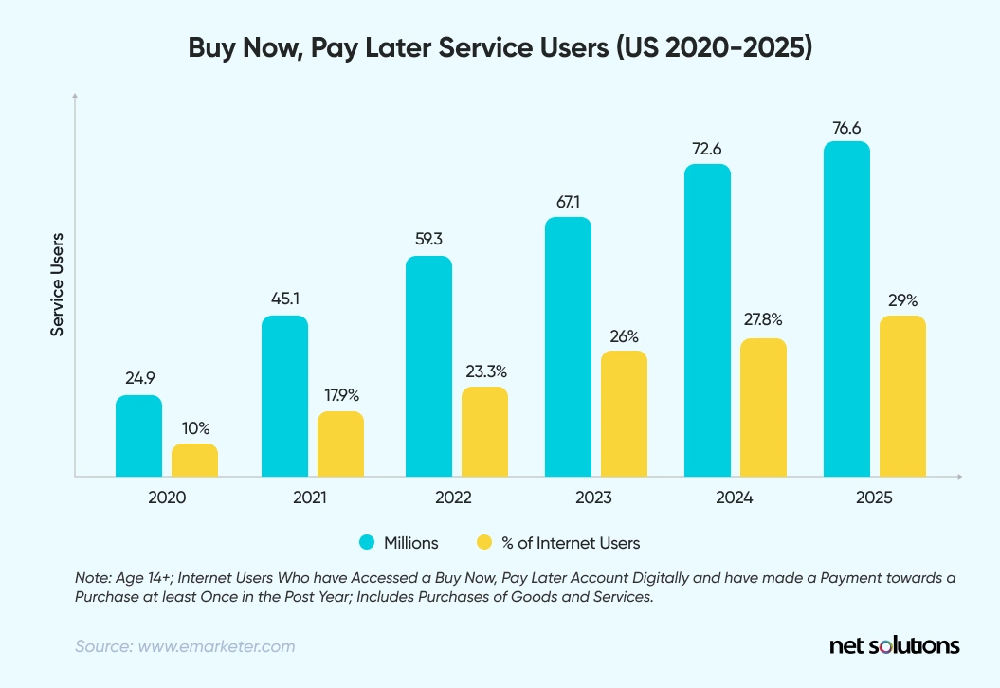 Buy Now, Pay Later Service Users (US 2020-2025)
Service Users
24.9
10%
45.1
17.9%
59.3
23.3%
67.1
26%
72.6
27.8%
76.6
29%
2020
2021
2022
2023
2024
2025
Millions
% of Internet Users
Note: Age 14+; Internet Users Who have Accessed a Buy Now, Pay Later Account Digitally and have made a Payment towards a
Purchase at least Once in the Post Year; Includes Purchases of Goods and Services.
Source: www.emarketer.com
net solutions